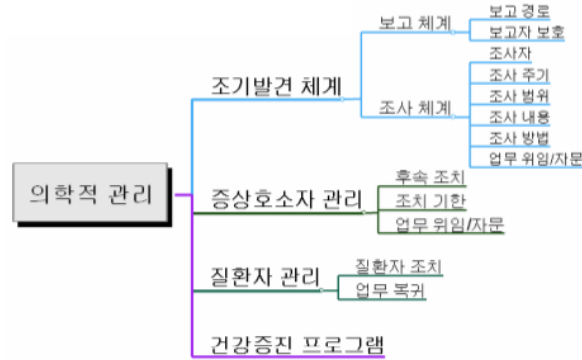 의학적 관리
조기발견 체계
보고 체계
보고 경로
보고자 보호
조사 체계
조사자
조사 주기
조사 범위
조사 내용
조사 방법
업무 위임/자문
증상호소자 관리
후속 조치
조치 기한
업무 위임/자문
질환자 관리
질환자 조치
업무 복귀
건강증진 프로그램